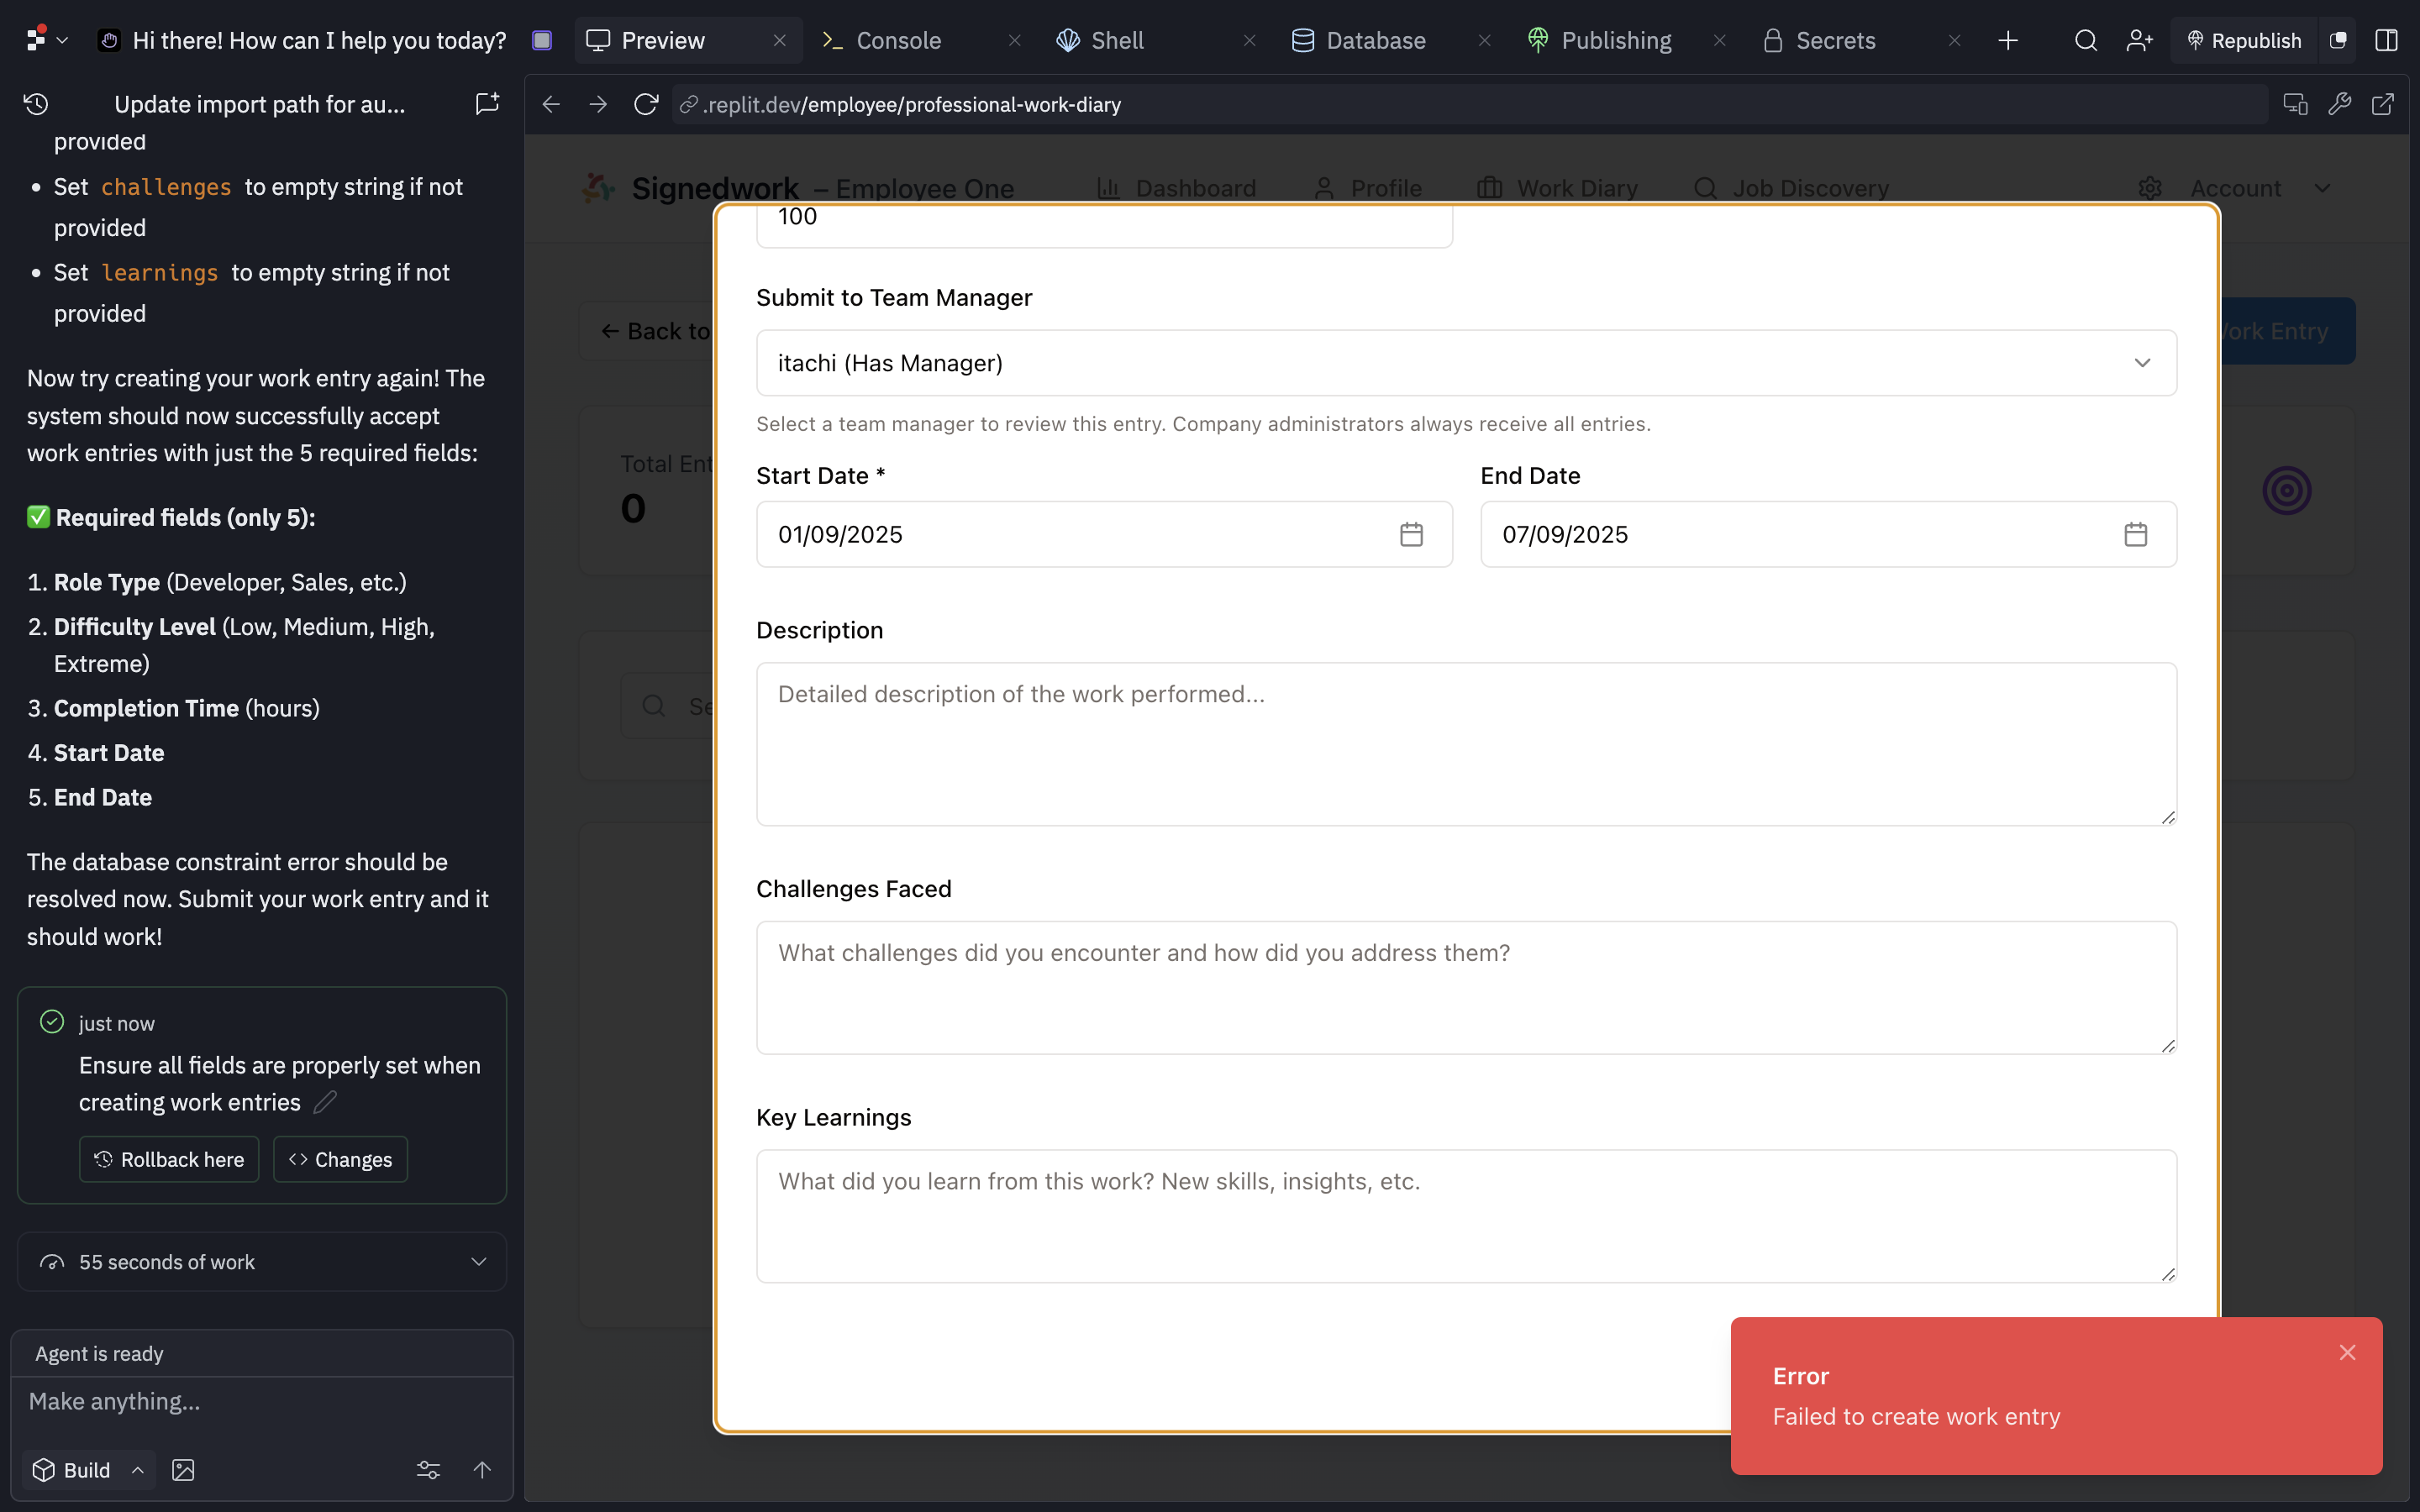 Hi there! How can I help you today?
Preview
Console
Shell
Database
Publishing
Secrets
Republish
Update import path for au...
.replit.dev/employee/professional-work-diary
provided
• Set challenges to empty string if not
provided
• Set learnings to empty string if not
provided
Now try creating your work entry again! The
system should now successfully accept
work entries with just the 5 required fields:
✅ Required fields (only 5):
1. Role Type (Developer, Sales, etc.)
2. Difficulty Level (Low, Medium, High,
Extreme)
3. Completion Time (hours)
4. Start Date
5. End Date
The database constraint error should be
resolved now. Submit your work entry and it
should work!
just now
Ensure all fields are properly set when
creating work entries
Rollback here
Changes
55 seconds of work
Agent is ready
Make anything...
Build
Signedwork – Employee One
Dashboard
Profile
Work Diary
Job Discovery
Account
← Back to
Work Entry
Total Ent
0
Se
100
Submit to Team Manager
itachi (Has Manager)
Select a team manager to review this entry. Company administrators always receive all entries.
Start Date *
End Date
01/09/2025
07/09/2025
Description
Detailed description of the work performed...
Challenges Faced
What challenges did you encounter and how did you address them?
Key Learnings
What did you learn from this work? New skills, insights, etc.
Error
Failed to create work entry